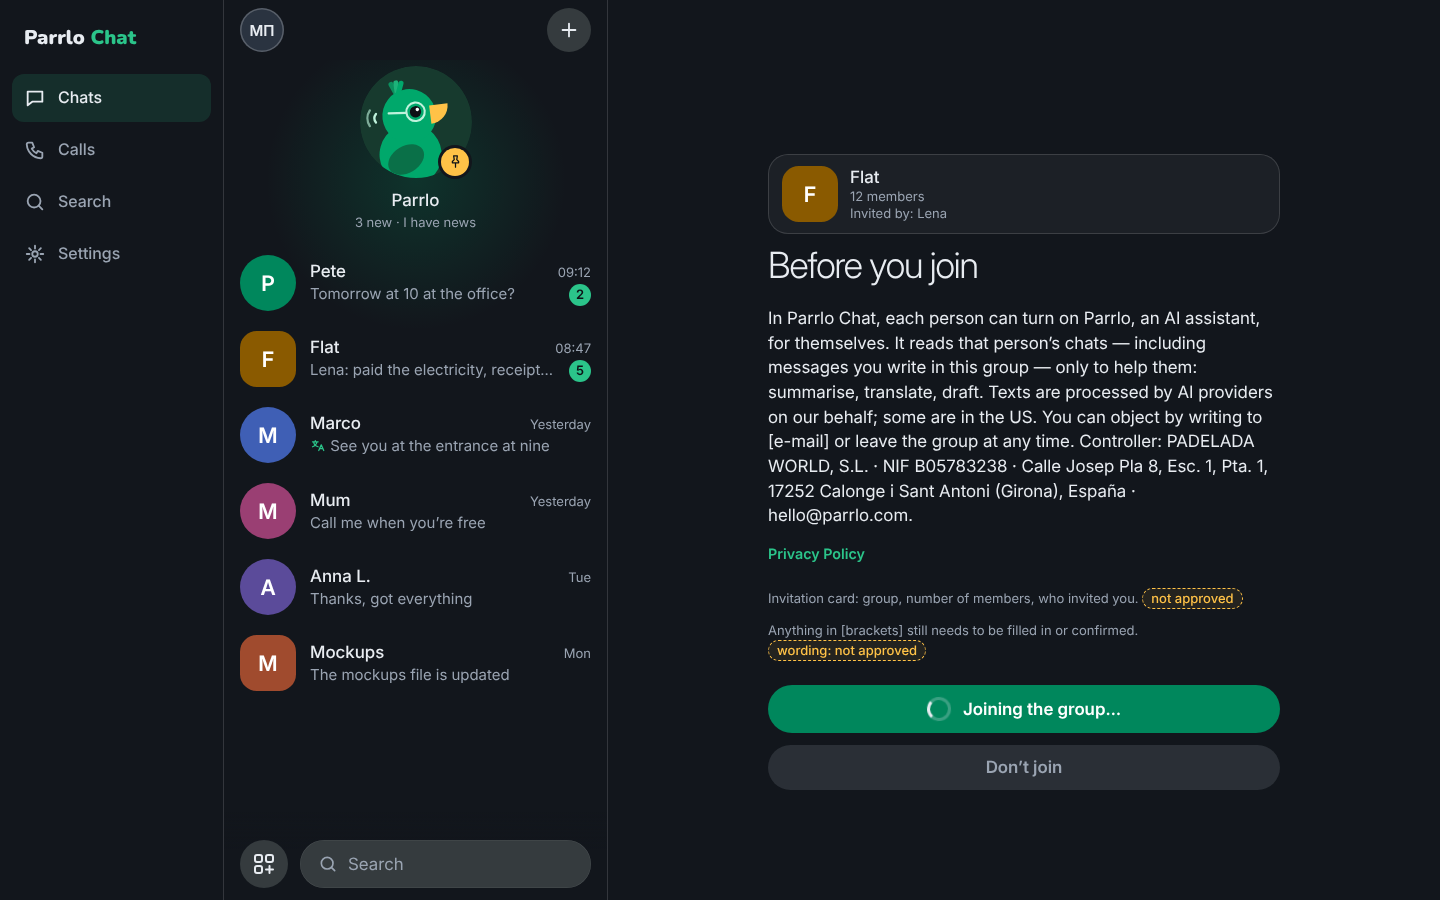 Parrlo Chat
Chats
Calls
Search
Settings
МП
Parrlo
3 new · I have news
P
Pete
09:12
Tomorrow at 10 at the office?
2
F
Flat
08:47
Lena: paid the electricity, receipt...
5
M
Marco
Yesterday
See you at the entrance at nine
M
Mum
Yesterday
Call me when you’re free
A
Anna L.
Tue
Thanks, got everything
M
Mockups
Mon
The mockups file is updated
Search
F
Flat
12 members
Invited by: Lena
Before you join
In Parrlo Chat, each person can turn on Parrlo, an AI assistant,
for themselves. It reads that person’s chats — including
messages you write in this group — only to help them:
summarise, translate, draft. Texts are processed by AI providers
on our behalf; some are in the US. You can object by writing to
[e-mail] or leave the group at any time. Controller: PADELADA
WORLD, S.L. · NIF B05783238 · Calle Josep Pla 8, Esc. 1, Pta. 1,
17252 Calonge i Sant Antoni (Girona), España ·
hello@parrlo.com.
Privacy Policy
Invitation card: group, number of members, who invited you. not approved
Anything in [brackets] still needs to be filled in or confirmed.
wording: not approved
Joining the group...
Don’t join